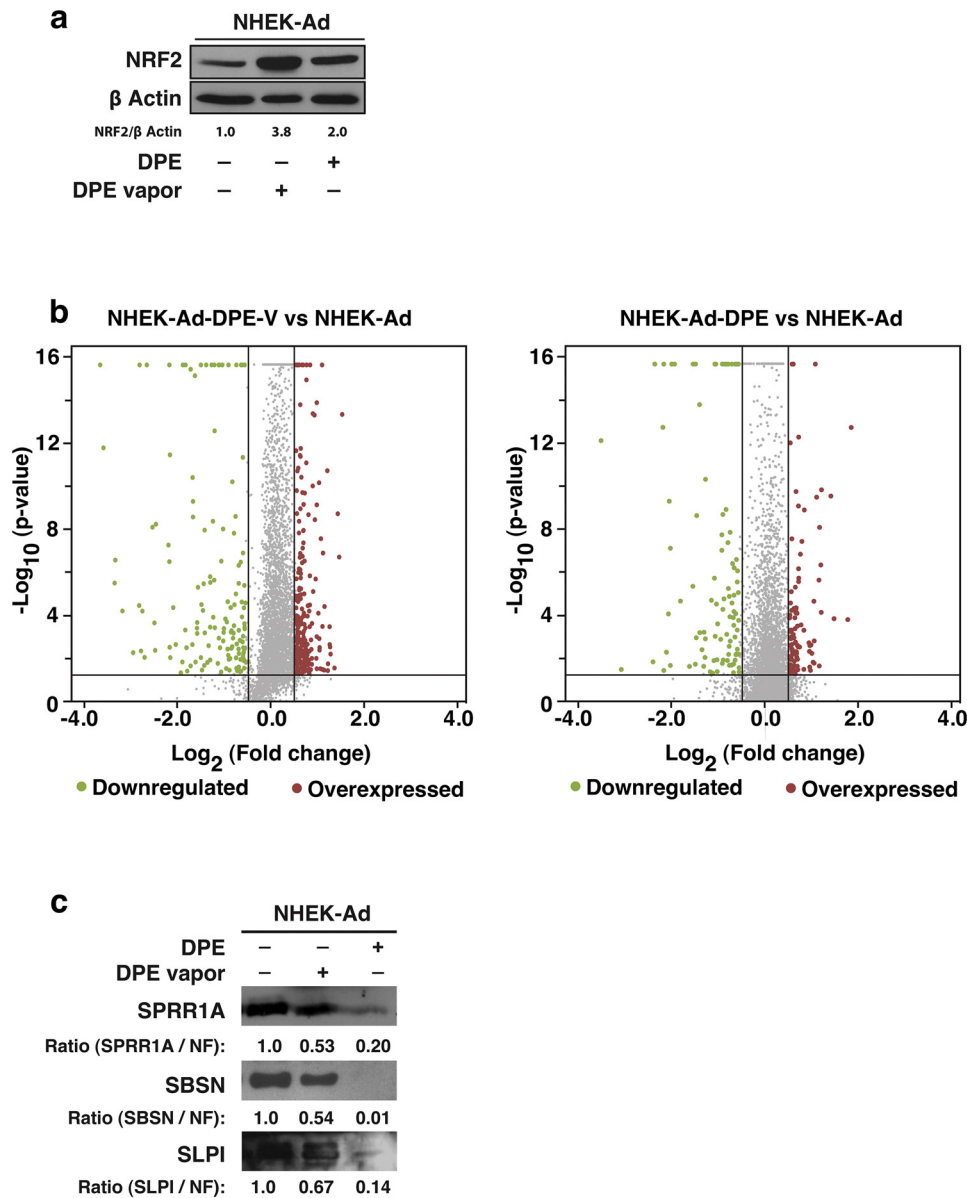 a
NHEK-Ad
NRF2
β Actin
NRF2/β Actin 1.0 3.8 2.0
DPE – – +
DPE vapor – + –
b
NHEK-Ad-DPE-V vs NHEK-Ad
16
12
8
4
0
-Log10 (p-value)
-4.0 -2.0 0.0 2.0 4.0
Log2 (Fold change)
Downregulated Overexpressed
NHEK-Ad-DPE vs NHEK-Ad
16
12
8
4
0
-Log10 (p-value)
-4.0 -2.0 0.0 2.0 4.0
Log2 (Fold change)
Downregulated Overexpressed
c
NHEK-Ad
DPE – – +
DPE vapor – + –
SPRR1A
Ratio (SPRR1A / NF): 1.0 0.53 0.20
SBSN
Ratio (SBSN / NF): 1.0 0.54 0.01
SLPI
Ratio (SLPI / NF): 1.0 0.67 0.14